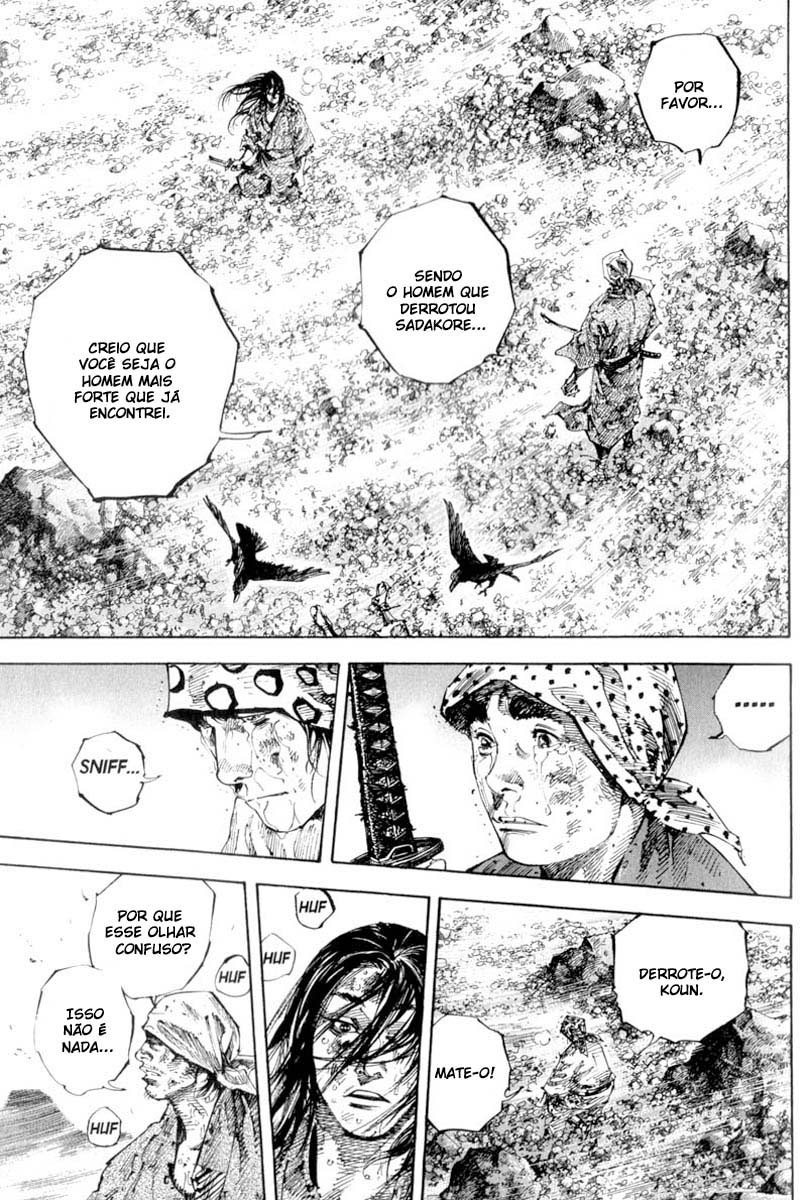 POR
FAVOR...
SENDO
O HOMEM QUE
DERROTOU
SADAKORE...
CREIO QUE
VOCÊ SEJA O
HOMEM MAIS
FORTE QUE JÁ
ENCONTREI.
......
SNIFF...
DERROTE-O,
KOUN.
MATE-O!
HUF
HUF
POR QUE
ESSE OLHAR
CONFUSO?
HUF
ISSO
NÃO É
NADA...
HUF